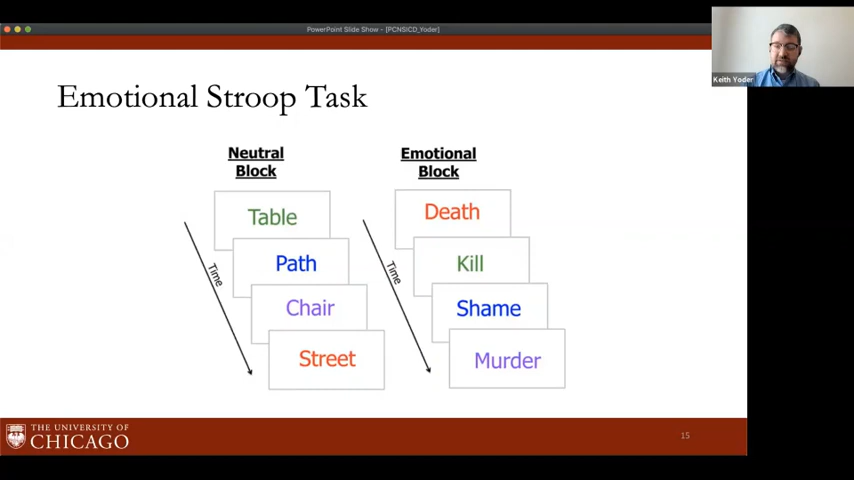 PowerPoint Slide Show - [PCNSiCD_Yoder]
Keith Yoder
Emotional Stroop Task
Neutral
Block
Table
Path
Chair
Street
Time
Emotional
Block
Death
Kill
Shame
Murder
Time
THE UNIVERSITY OF
CHICAGO
15